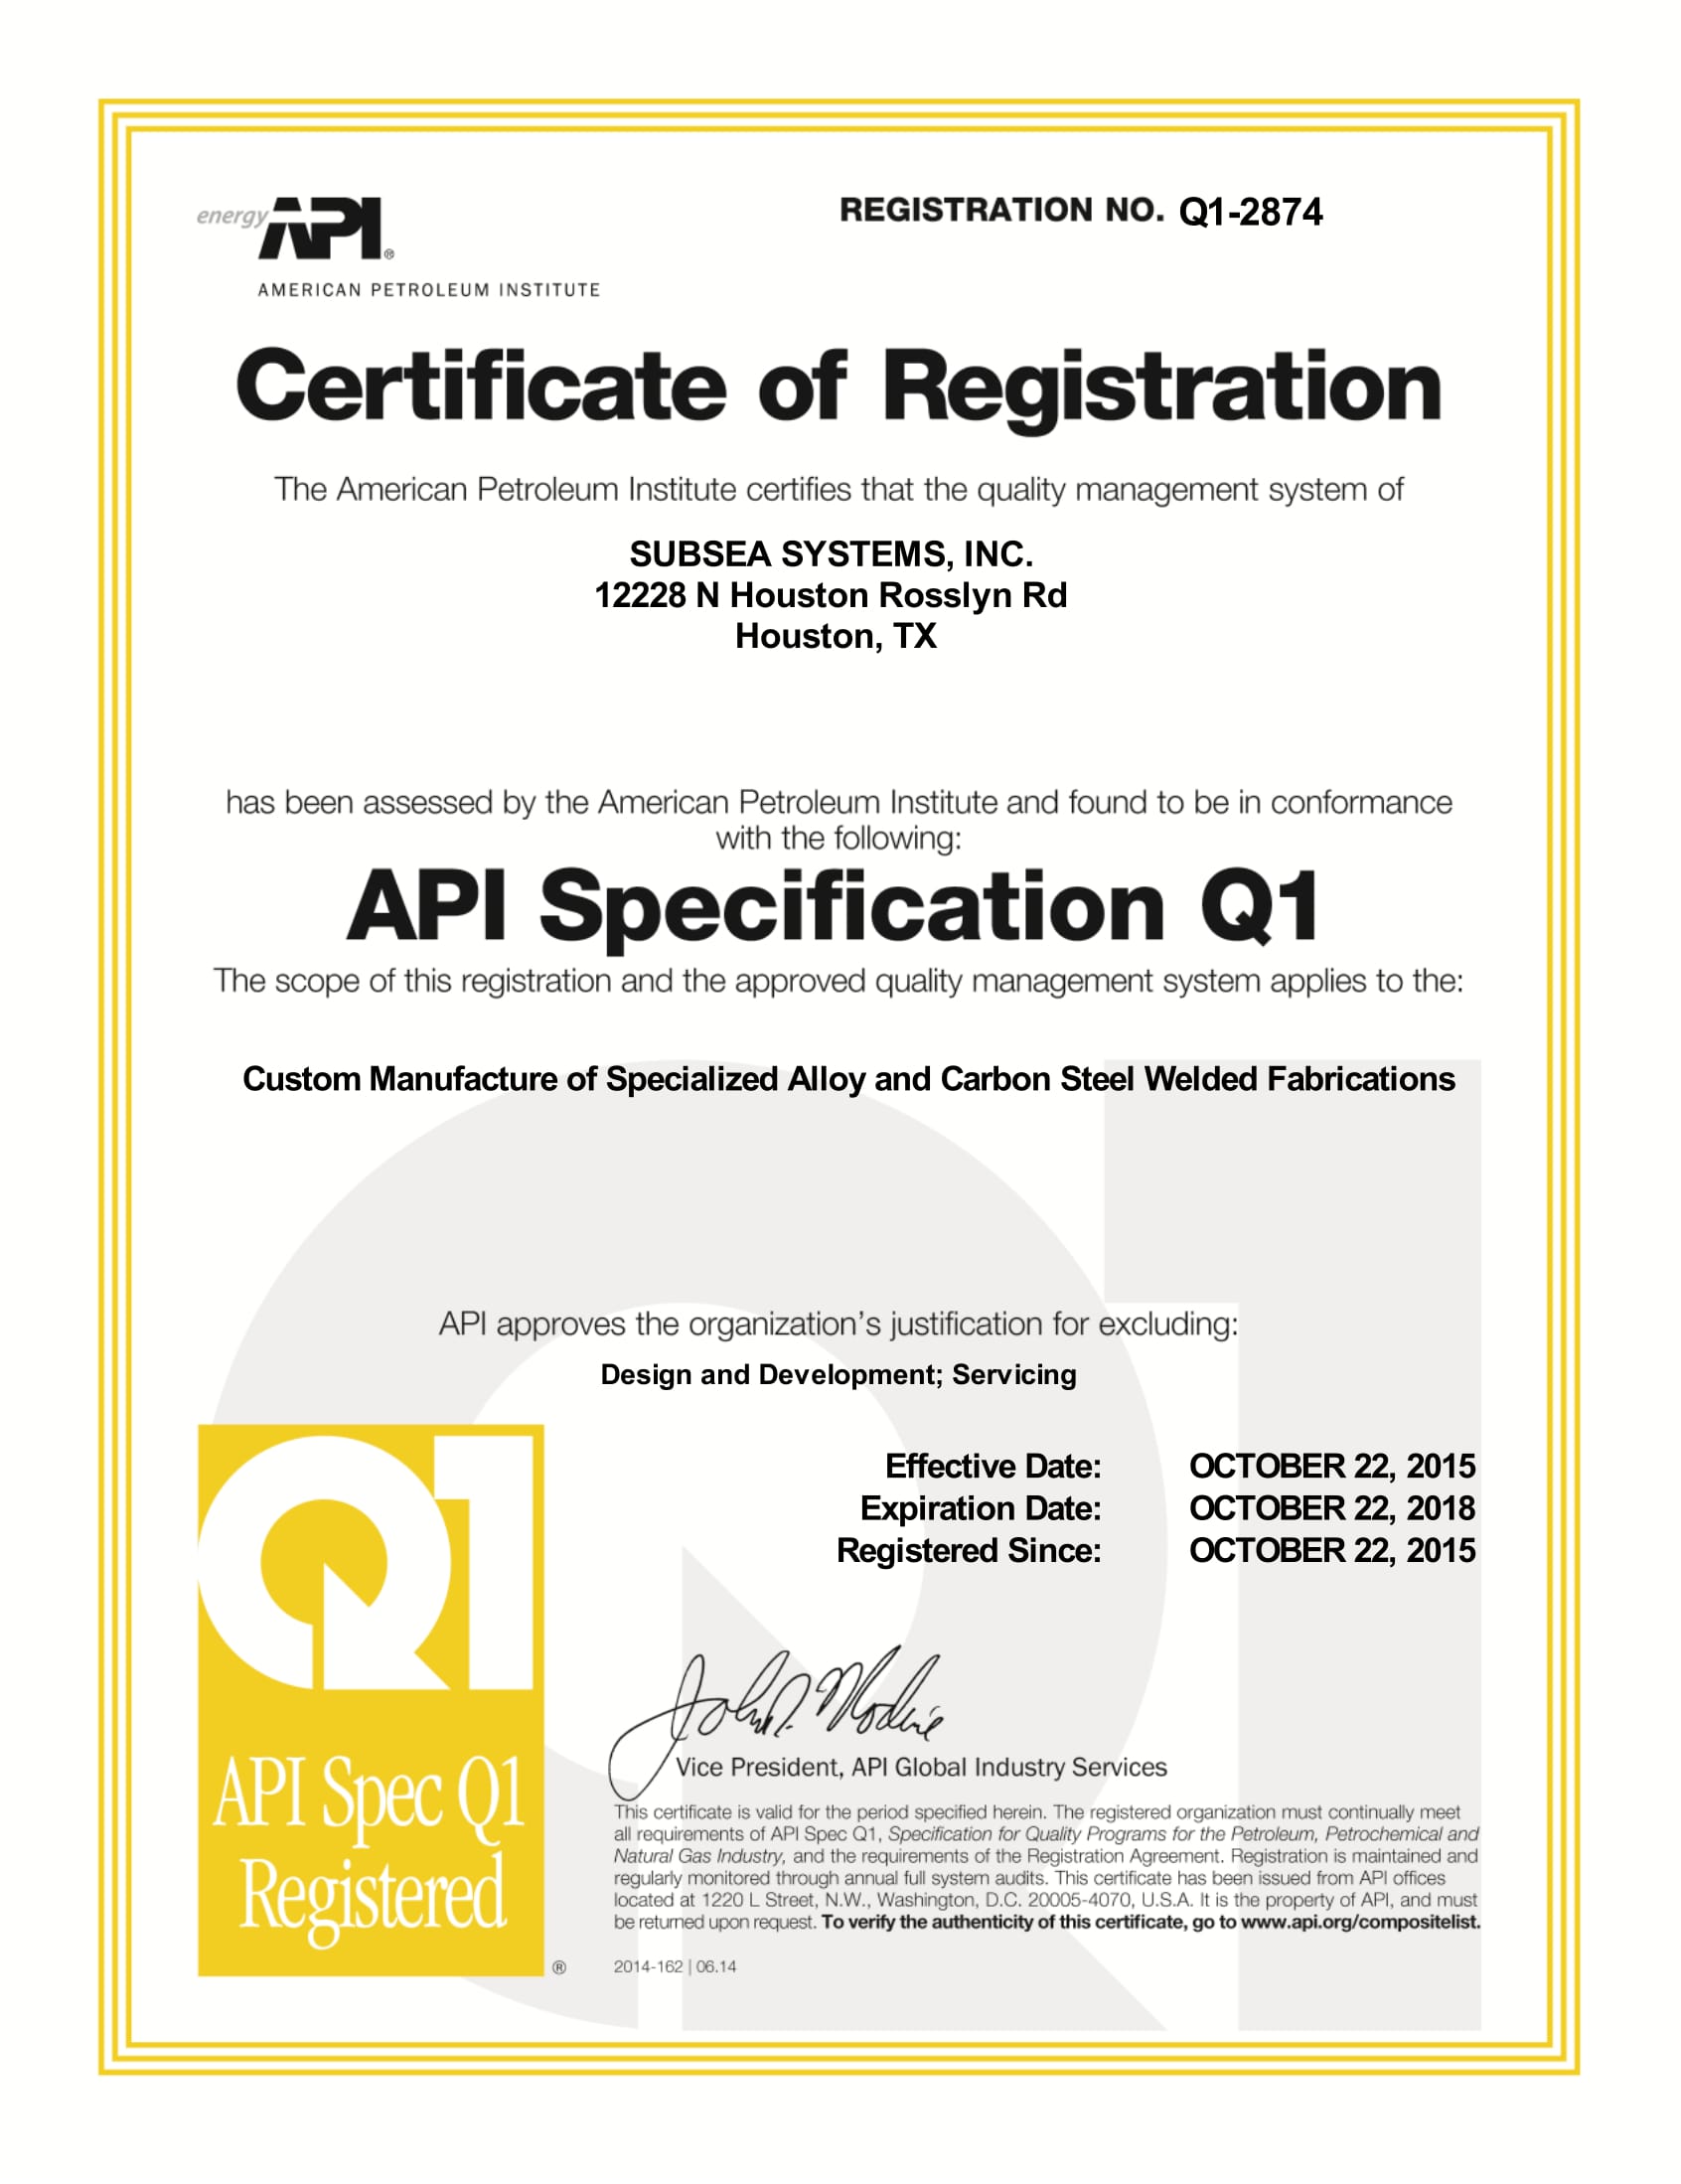 energy API®
REGISTRATION NO. Q1-2874
AMERICAN PETROLEUM INSTITUTE
Certificate of Registration
The American Petroleum Institute certifies that the quality management system of
SUBSEA SYSTEMS, INC.
12228 N Houston Rosslyn Rd
Houston, TX
has been assessed by the American Petroleum Institute and found to be in conformance
with the following:
API Specification Q1
The scope of this registration and the approved quality management system applies to the:
Custom Manufacture of Specialized Alloy and Carbon Steel Welded Fabrications
API approves the organization's justification for excluding:
Design and Development; Servicing
Effective Date: OCTOBER 22, 2015
Expiration Date: OCTOBER 22, 2018
Registered Since: OCTOBER 22, 2015
Q1
API Spec Q1
Registered
®
Vice President, API Global Industry Services
This certificate is valid for the period specified herein. The registered organization must continually meet
all requirements of API Spec Q1, Specification for Quality Programs for the Petroleum, Petrochemical and
Natural Gas Industry, and the requirements of the Registration Agreement. Registration is maintained and
regularly monitored through annual full system audits. This certificate has been issued from API offices
located at 1220 L Street, N.W., Washington, D.C. 20005-4070, U.S.A. It is the property of API, and must
be returned upon request. To verify the authenticity of this certificate, go to www.api.org/compositelist.
2014-162 | 06.14